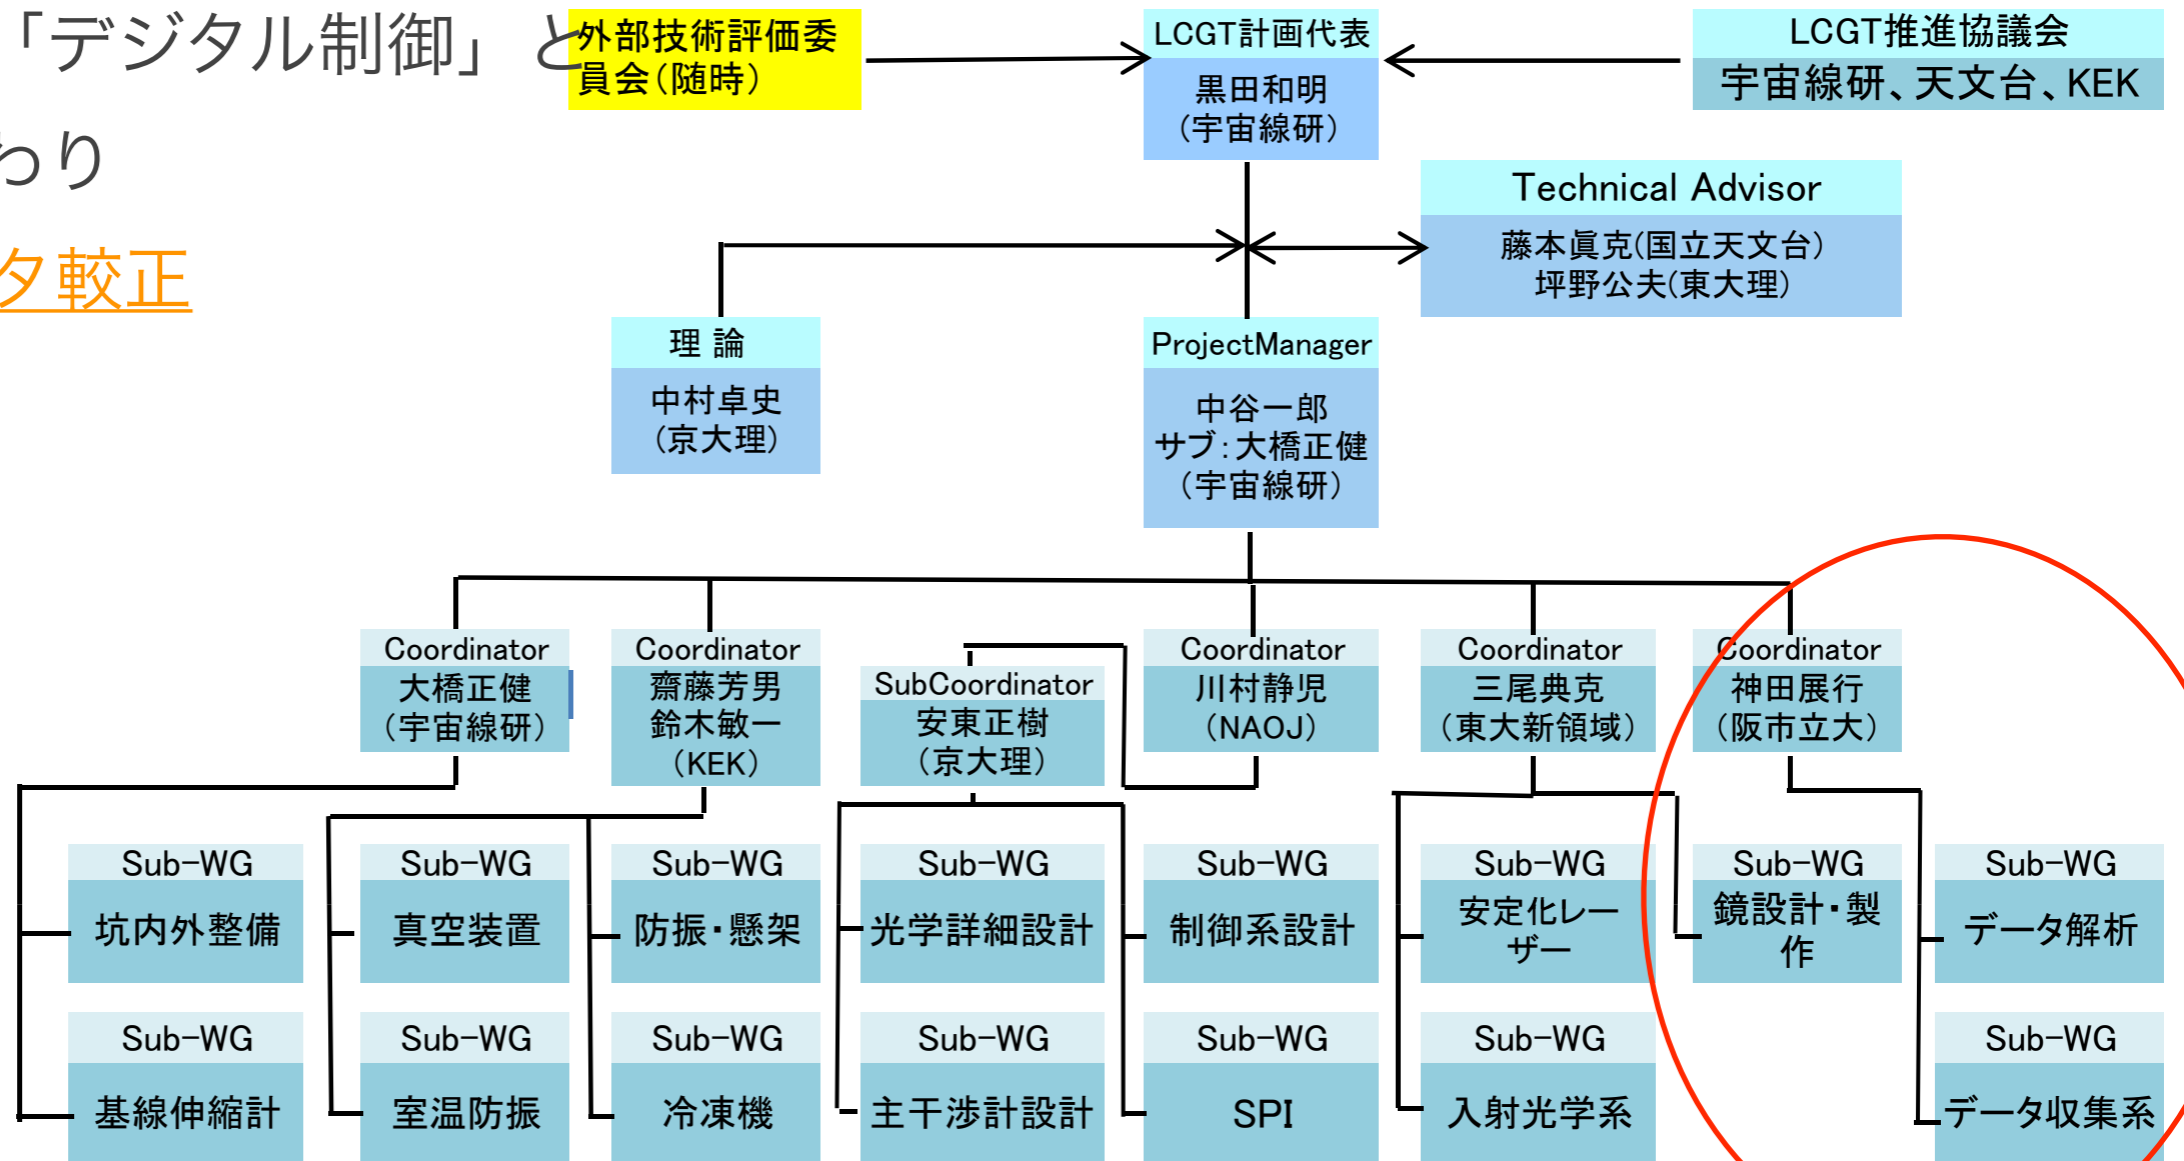 「デジタル制御」と
わり
タ較正
外部技術評価委
員会(随時)
LCGT計画代表
黒田和明
(宇宙線研)
LCGT推進協議会
宇宙線研、天文台、KEK
Technical Advisor
藤本眞克(国立天文台)
坪野公夫(東大理)
理 論
中村卓史
(京大理)
ProjectManager
中谷一郎
サブ:大橋正健
(宇宙線研)
Coordinator
大橋正健
(宇宙線研)
Coordinator
齋藤芳男
鈴木敏一
(KEK)
SubCoordinator
安東正樹
(京大理)
Coordinator
川村静児
(NAOJ)
Coordinator
三尾典克
(東大新領域)
Coordinator
神田展行
(阪市立大)
Sub-WG
坑内外整備
Sub-WG
真空装置
Sub-WG
防振・懸架
Sub-WG
光学詳細設計
Sub-WG
制御系設計
Sub-WG
安定化レー
ザー
Sub-WG
鏡設計・製
作
Sub-WG
データ解析
Sub-WG
基線伸縮計
Sub-WG
室温防振
Sub-WG
冷凍機
Sub-WG
主干渉計設計
Sub-WG
SPI
Sub-WG
入射光学系
Sub-WG
データ収集系